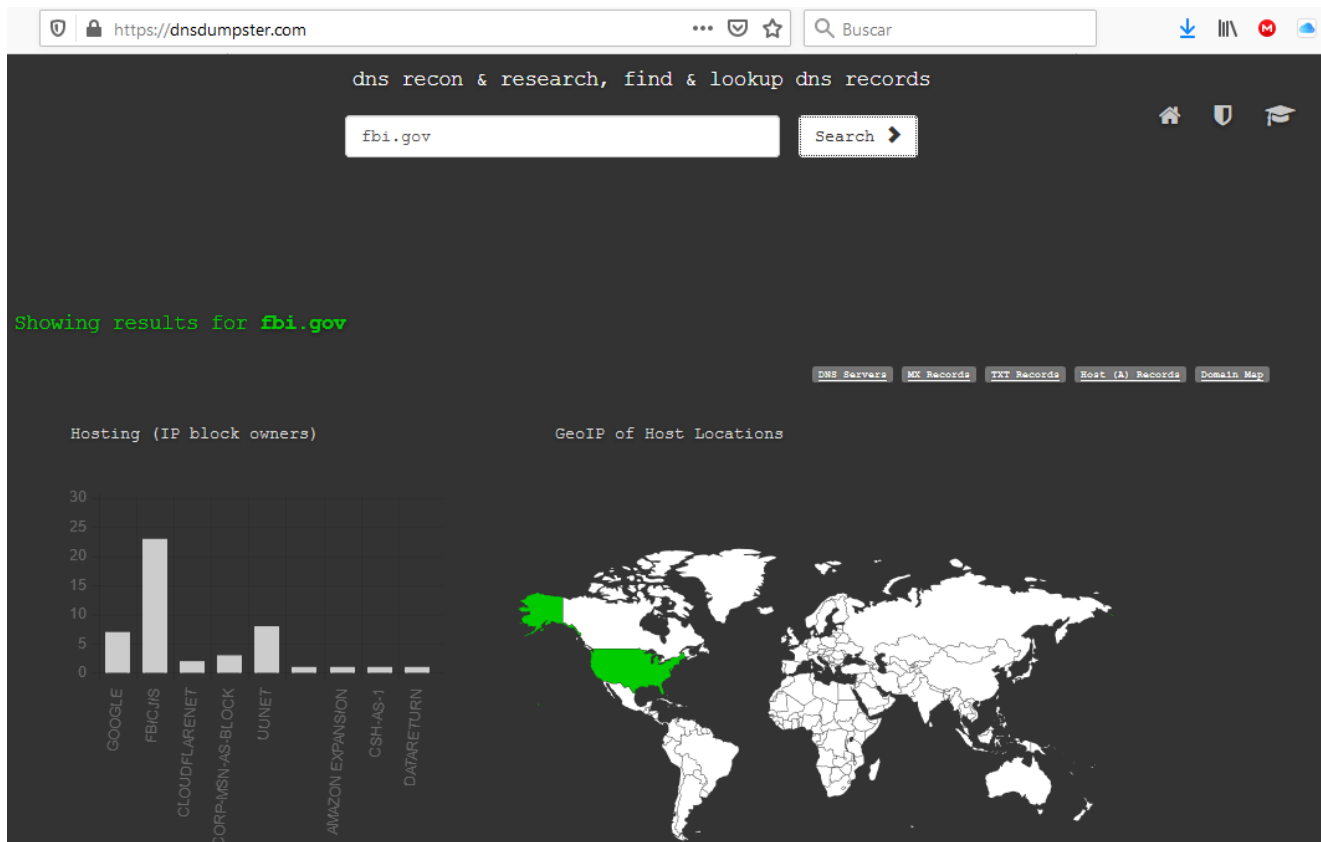 https://dnsdumpster.com
Buscar
dns recon & research, find & lookup dns records
fbi.gov
Search
Showing results for fbi.gov
DNS Servers MX Records TXT Records Host (A) Records Domain Map
Hosting (IP block owners)
GeoIP of Host Locations
30
25
20
15
10
5
0
GOOGLE
FBICJIS
CLOUDFLARENET
CORP-MSN-AS-BLOCK
UUNET
AMAZON EXPANSION
CSH-AS-1
DATARETURN